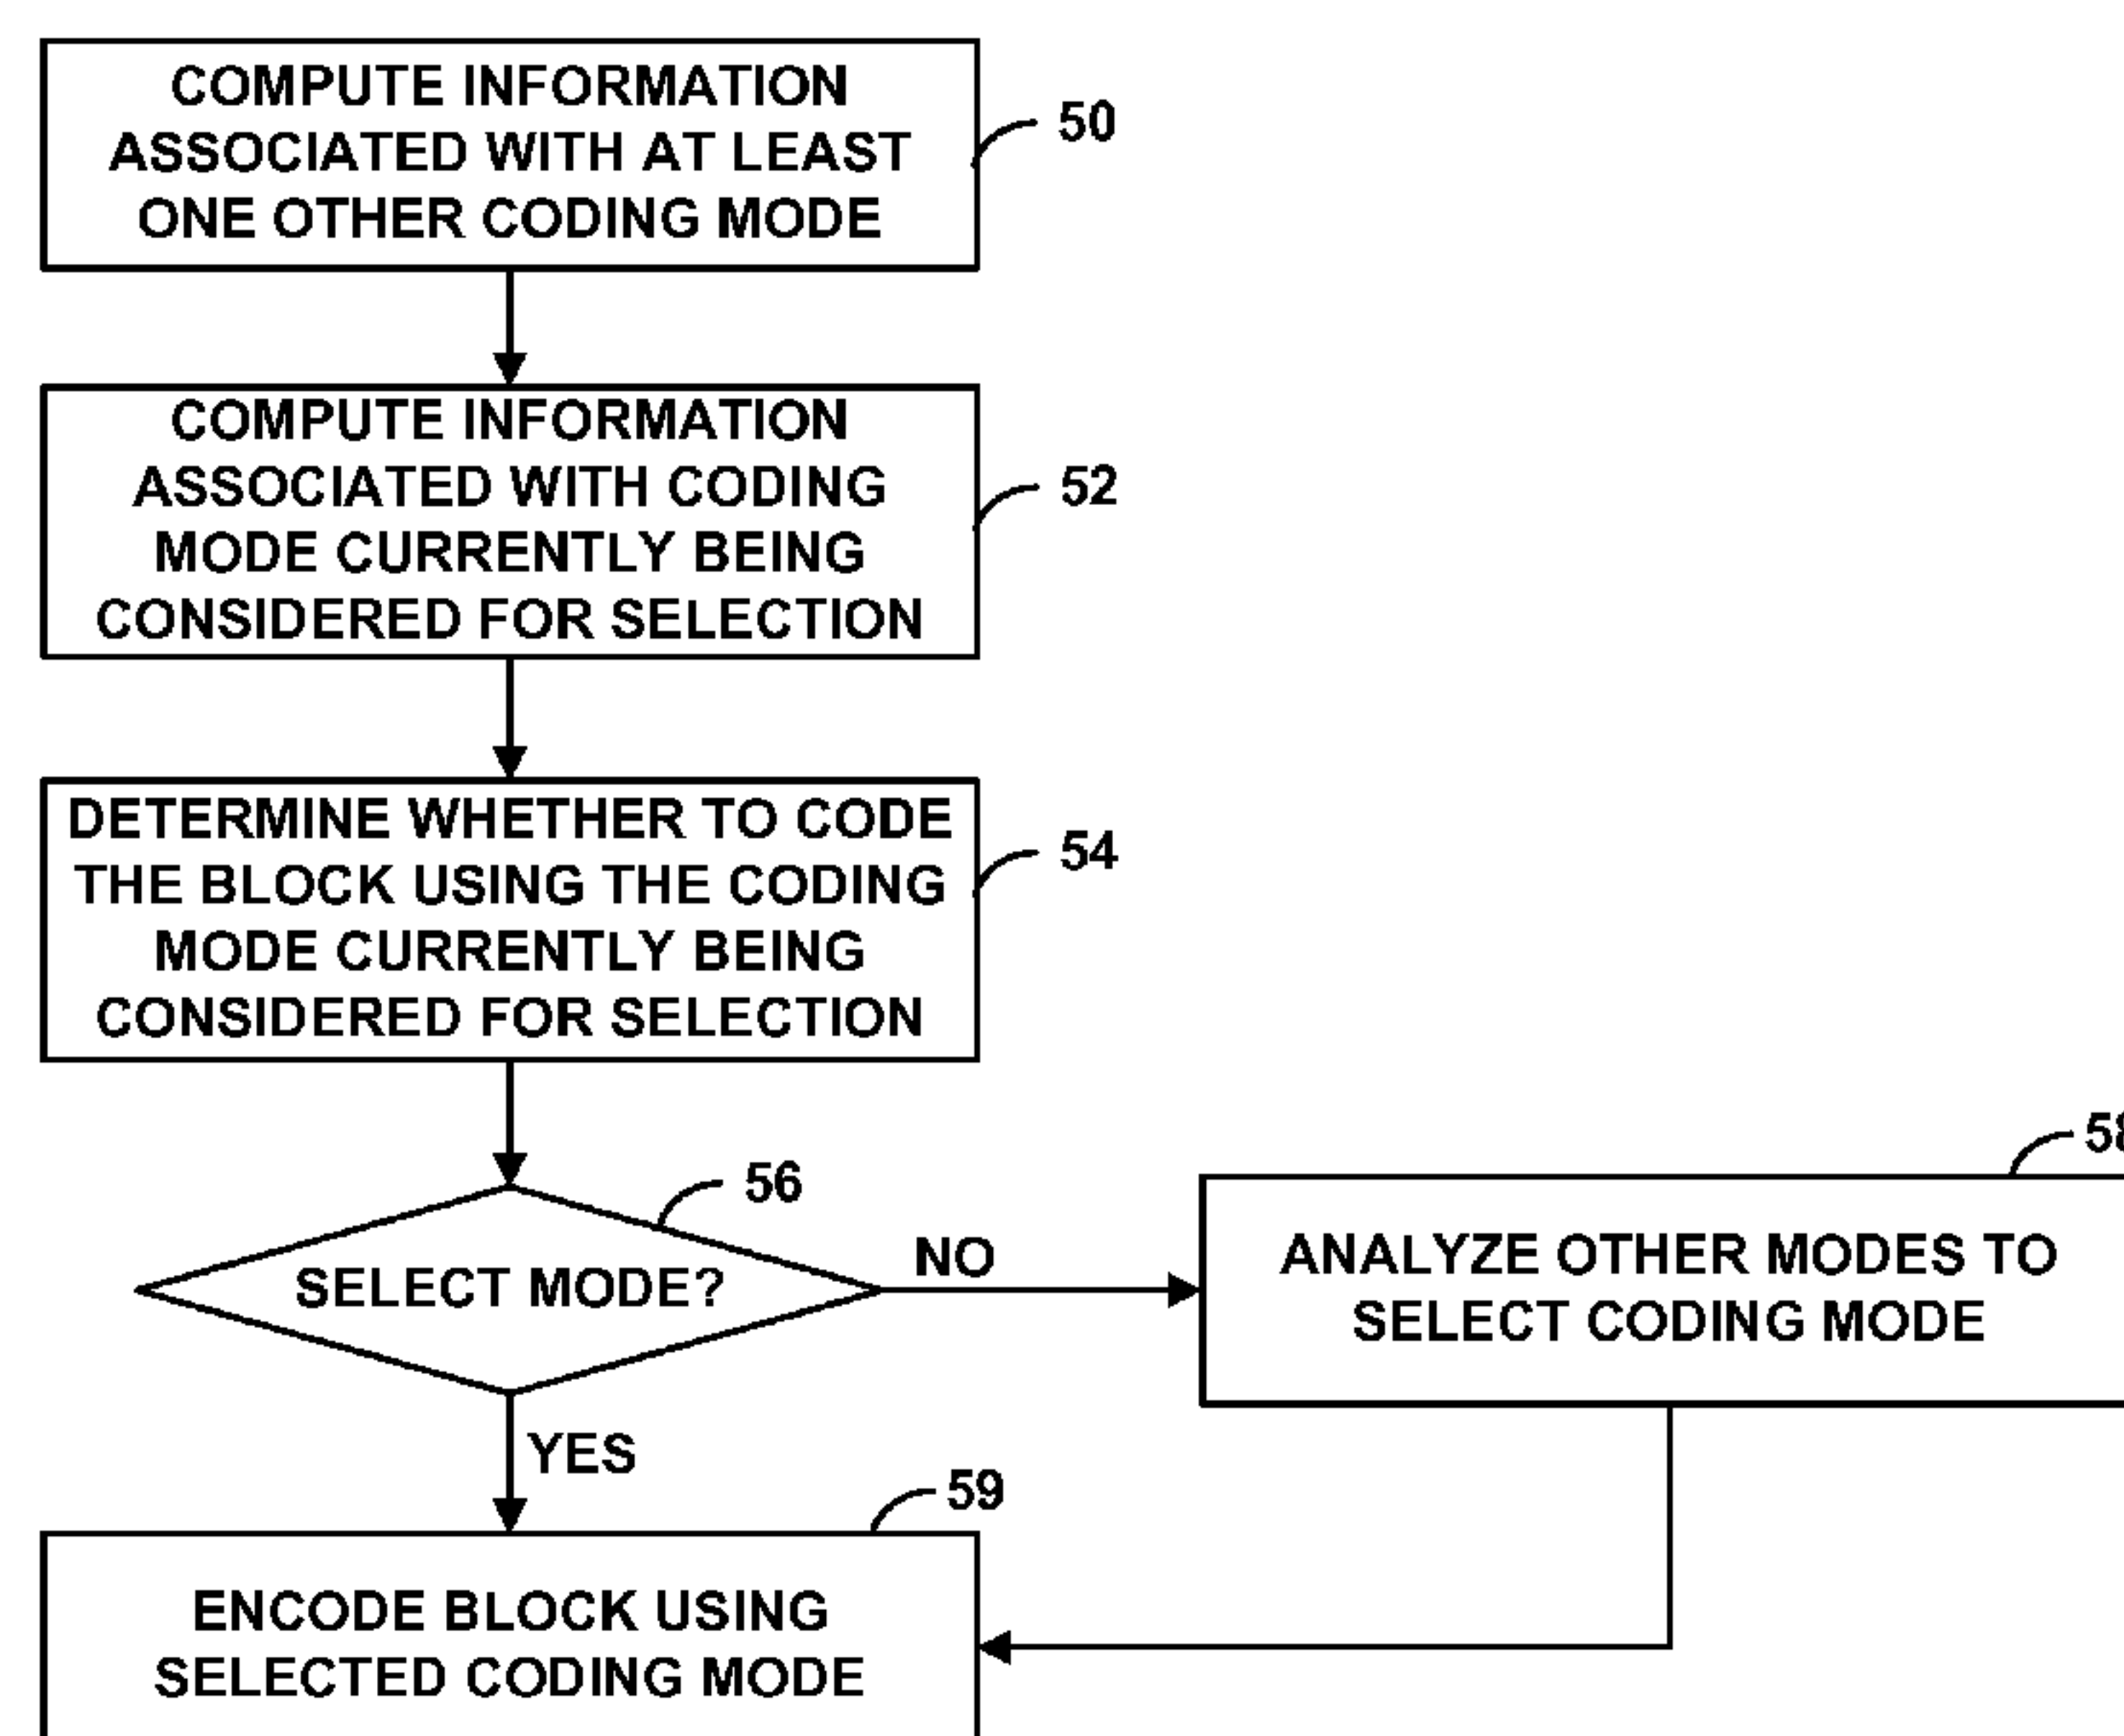 COMPUTE INFORMATION
ASSOCIATED WITH AT LEAST
ONE OTHER CODING MODE
50
COMPUTE INFORMATION
ASSOCIATED WITH CODING
MODE CURRENTLY BEING
CONSIDERED FOR SELECTION
52
DETERMINE WHETHER TO CODE
THE BLOCK USING THE CODING
MODE CURRENTLY BEING
CONSIDERED FOR SELECTION
54
56
SELECT MODE?
NO
58
ANALYZE OTHER MODES TO
SELECT CODING MODE
YES
59
ENCODE BLOCK USING
SELECTED CODING MODE